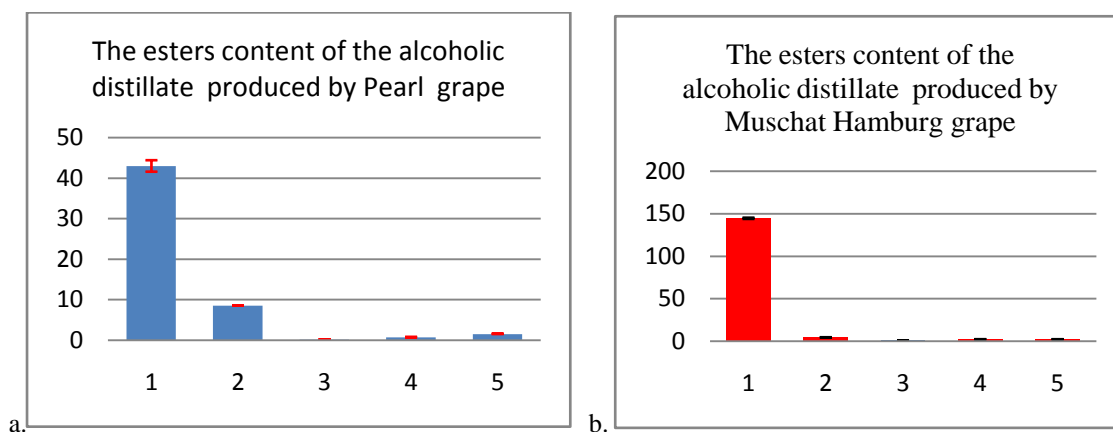 The esters content of the alcoholic
distillate produced by Pearl grape
50
40
30
20
10
0
1 2 3 4 5
a.
The esters content of the
alcoholic distillate produced by
Muschat Hamburg grape
200
150
100
50
0
1 2 3 4 5
b.